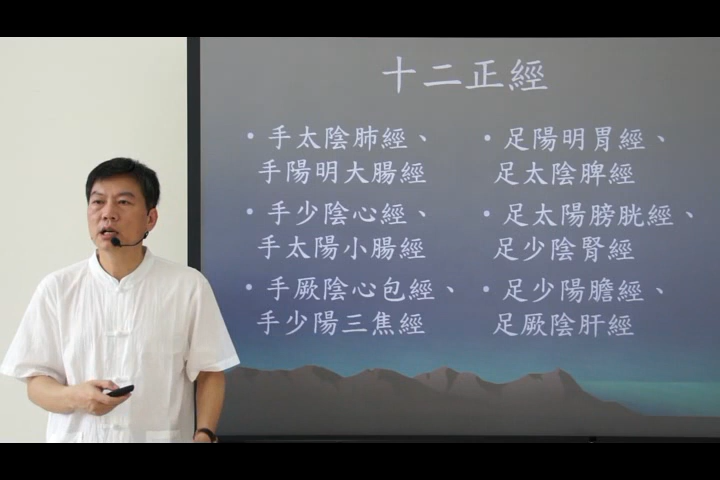 十二正經
•手太陰肺經、
手陽明大腸經
•手少陰心經、
手太陽小腸經
•手厥陰心包經、
手少陽三焦經
•足陽明胃經、
足太陰脾經
•足太陽膀胱經、
足少陰腎經
•足少陽膽經、
足厥陰肝經